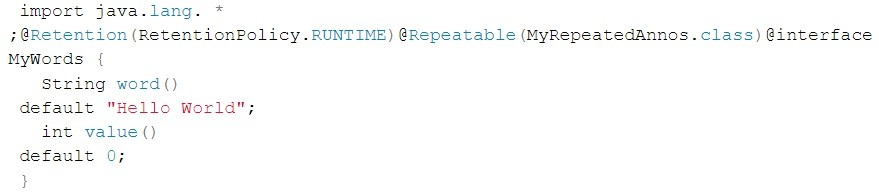 import java.lang. *
;@Retention(RetentionPolicy.RUNTIME)@Repeatable(MyRepeatedAnnos.class)@interface
MyWords {
String word()
default "Hello World";
int value()
default 0;
}